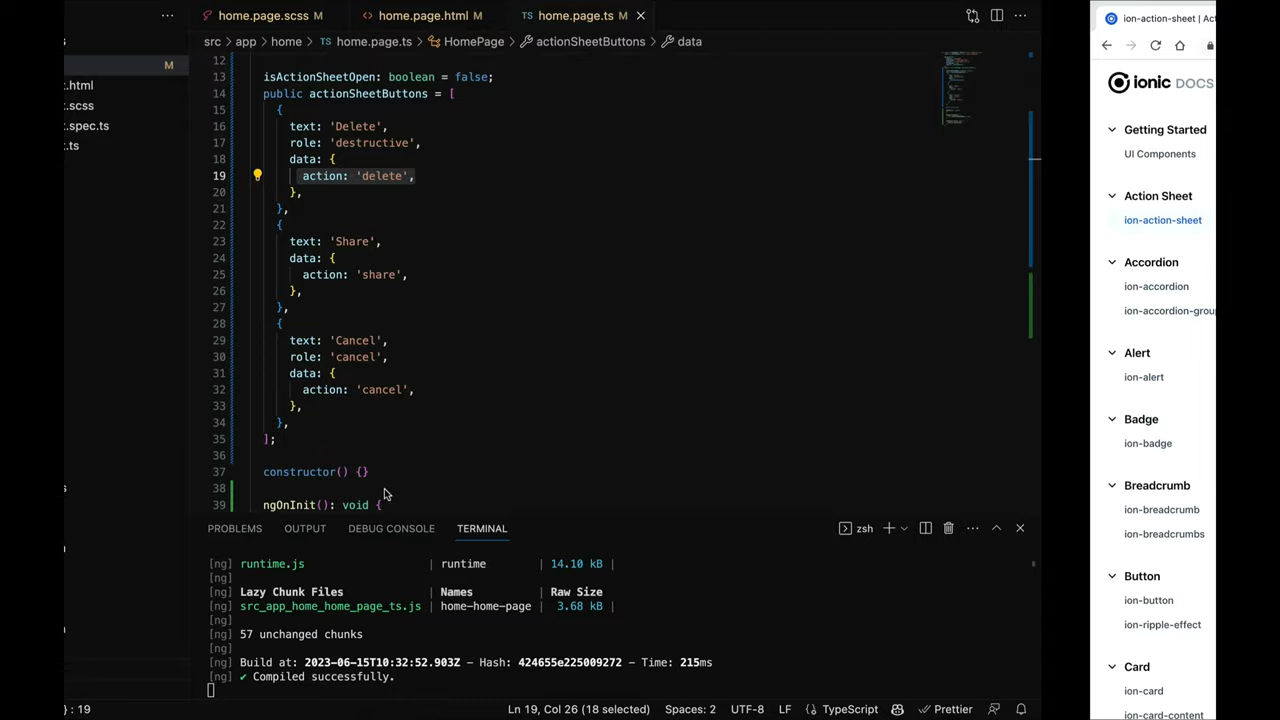 home.page.scss M
home.page.html M
home.page.ts M
src > app > home > TS home.page.ts > HomePage > actionSheetButtons > data
M
t.html
t.scss
t.spec.ts
t.ts
12
13 isActionSheetOpen: boolean = false;
14 public actionSheetButtons = [
15 {
16 text: 'Delete',
17 role: 'destructive',
18 data: {
19 action: 'delete',
20 },
21 },
22 {
23 text: 'Share',
24 data: {
25 action: 'share',
26 },
27 },
28 {
29 text: 'Cancel',
30 role: 'cancel',
31 data: {
32 action: 'cancel',
33 },
34 },
35 ];
36
37 constructor() {}
38
39 ngOnInit(): void {
PROBLEMS OUTPUT DEBUG CONSOLE TERMINAL zsh
[ng] runtime.js | runtime | 14.10 kB |
[ng]
[ng] Lazy Chunk Files | Names | Raw Size
[ng] src_app_home_home_page_ts.js | home-home-page | 3.68 kB |
[ng]
[ng] 57 unchanged chunks
[ng]
[ng] Build at: 2023-06-15T10:32:52.903Z - Hash: 424655e225009272 - Time: 215ms
[ng] ✔ Compiled successfully.
} : 19 Ln 19, Col 26 (18 selected) Spaces: 2 UTF-8 LF {} TypeScript Prettier
ion-action-sheet | Act
ionic DOCS
Getting Started
UI Components
Action Sheet
ion-action-sheet
Accordion
ion-accordion
ion-accordion-group
Alert
ion-alert
Badge
ion-badge
Breadcrumb
ion-breadcrumb
ion-breadcrumbs
Button
ion-button
ion-ripple-effect
Card
ion-card
ion-card-content